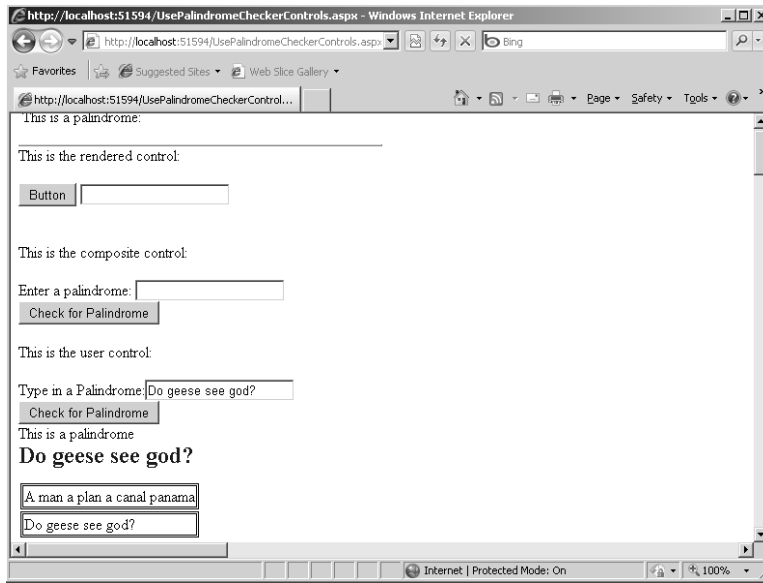 http://localhost:51594/UsePalindromeCheckerControls.aspx - Windows Internet Explorer
http://localhost:51594/UsePalindromeCheckerControls.aspx
Bing
Favorites Suggested Sites Web Slice Gallery
http://localhost:51594/UsePalindromeCheckerControl...
Page Safety Tools
This is a palindrome:
This is the rendered control:
Button
This is the composite control:
Enter a palindrome:
Check for Palindrome
This is the user control:
Type in a Palindrome: Do geese see god?
Check for Palindrome
This is a palindrome
Do geese see god?
A man a plan a canal panama
Do geese see god?
Internet | Protected Mode: On 100%